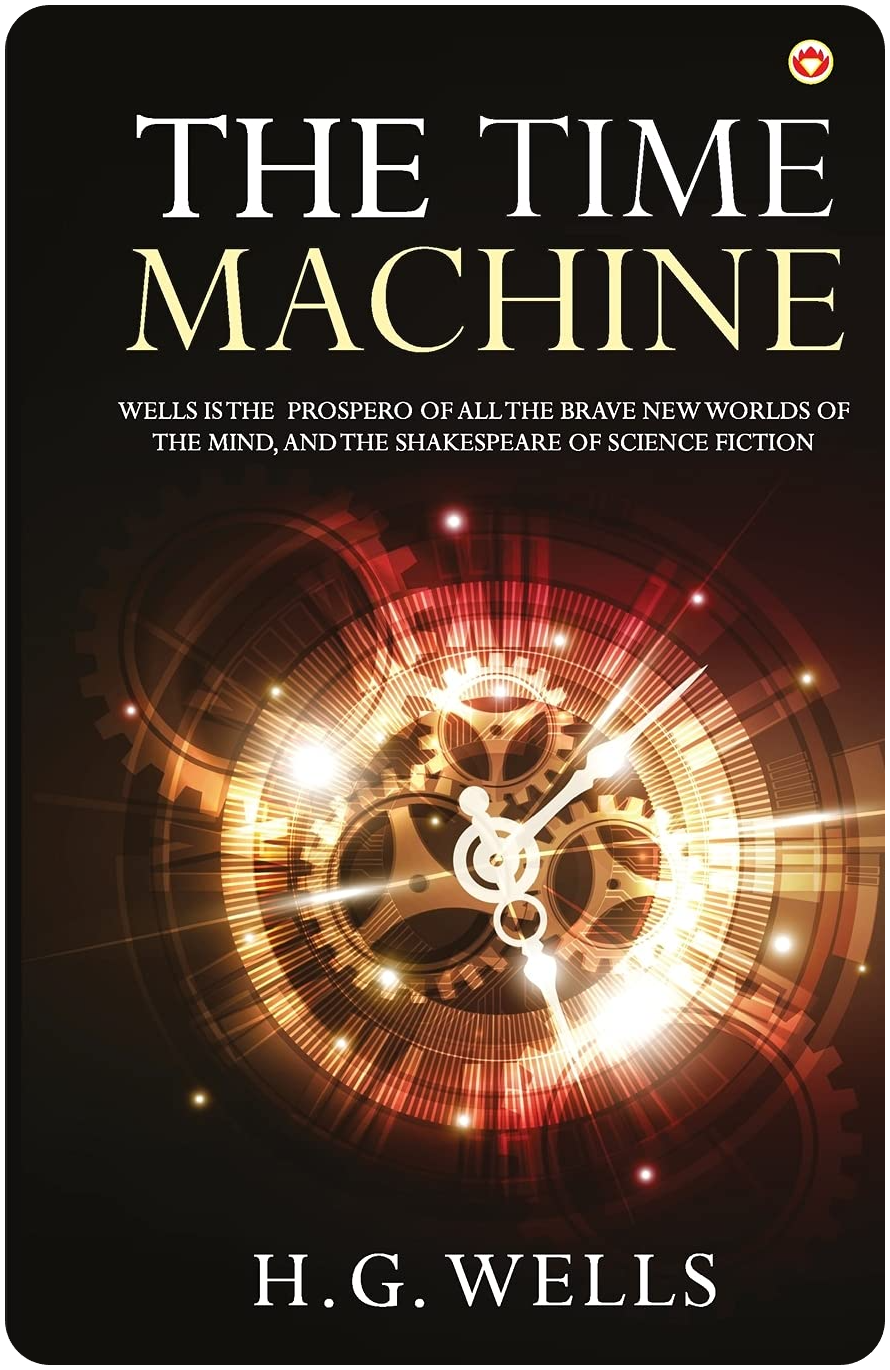 THE TIME
MACHINE
WELLS IS THE PROSPERO OF ALL THE BRAVE NEW WORLDS OF
THE MIND, AND THE SHAKESPEARE OF SCIENCE FICTION
H. G. WELLS